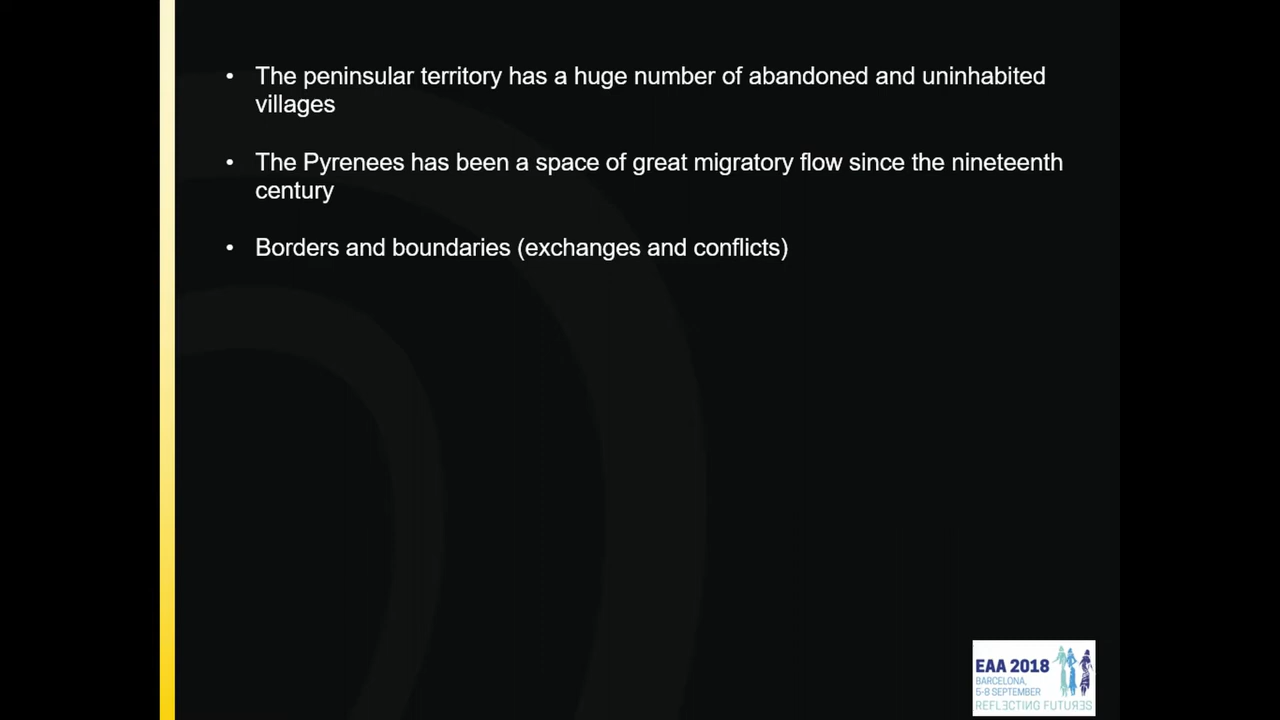 • The peninsular territory has a huge number of abandoned and uninhabited
villages
• The Pyrenees has been a space of great migratory flow since the nineteenth
century
• Borders and boundaries (exchanges and conflicts)
EAA 2018
BARCELONA,
5-8 SEPTEMBER
REFLECTING FUTURES